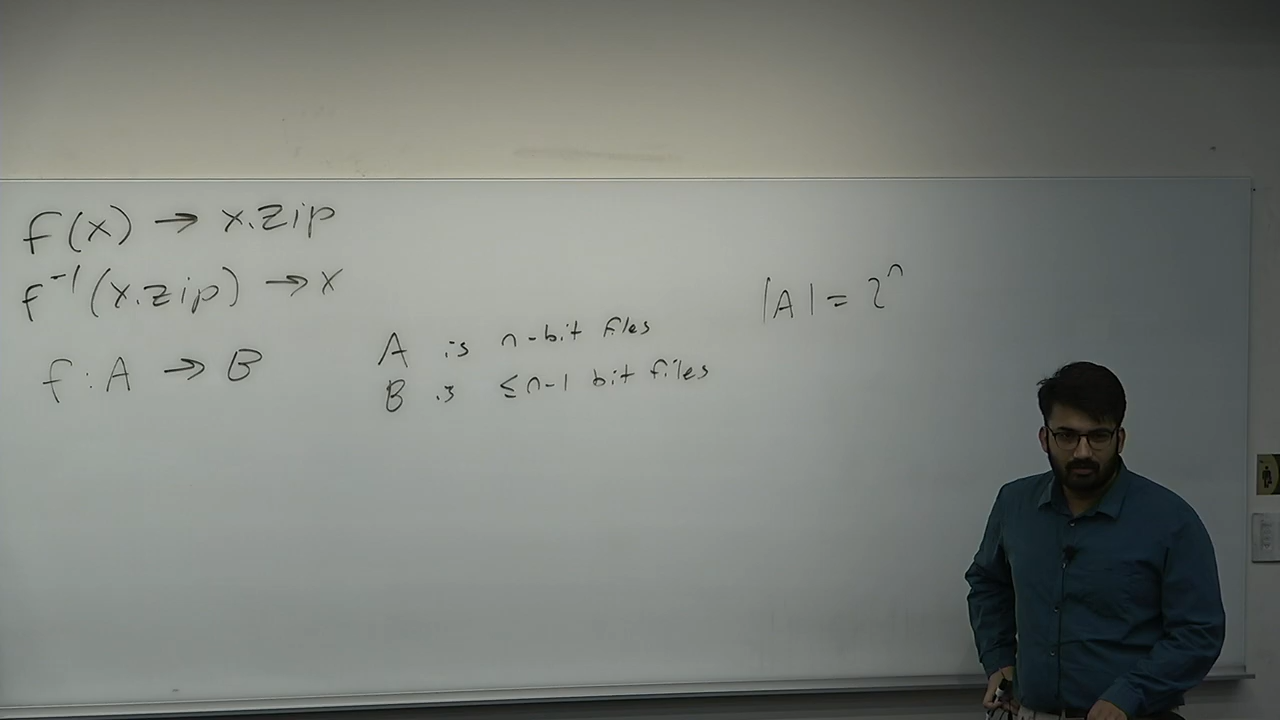 f(x) → x.zip
f⁻¹(x.zip) → x
f : A → B
A is n-bit files
B is ≤ n-1 bit files
|A| = 2ⁿ